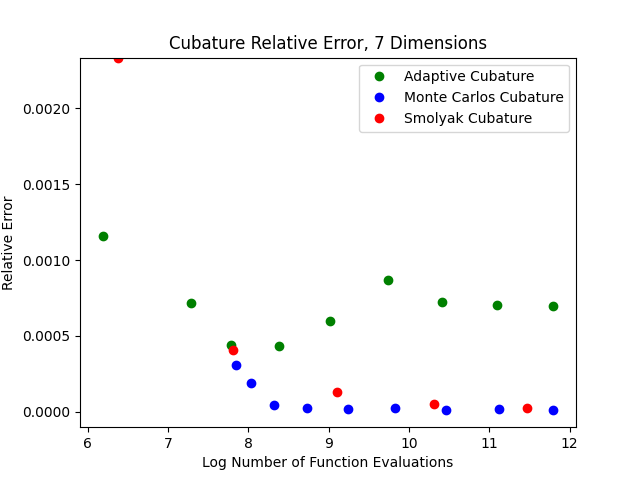 Cubature Relative Error, 7 Dimensions
Adaptive Cubature
Monte Carlos Cubature
Smolyak Cubature
Relative Error
0.0020
0.0015
0.0010
0.0005
0.0000
6 7 8 9 10 11 12
Log Number of Function Evaluations